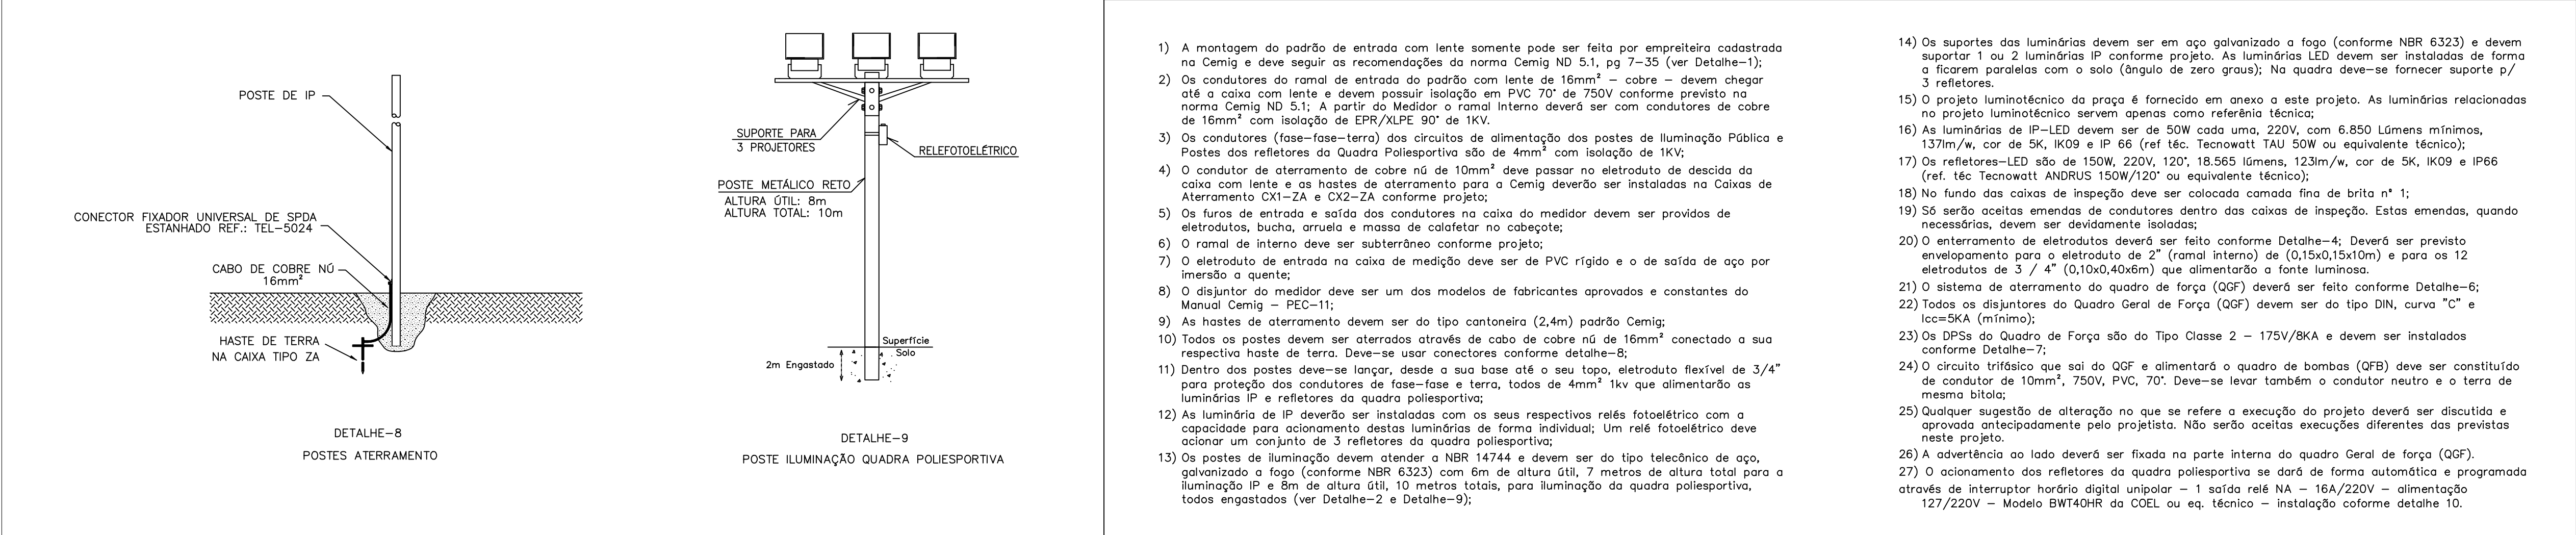 POSTE DE IP
CONECTOR FIXADOR UNIVERSAL DE SPDA
ESTANHADO REF.: TEL-5024
CABO DE COBRE NÚ
16mm²
HASTE DE TERRA
NA CAIXA TIPO ZA
DETALHE-8
POSTES ATERRAMENTO
SUPORTE PARA
3 PROJETORES
RELEFOTOELÉTRICO
POSTE METÁLICO RETO
ALTURA ÚTIL: 8m
ALTURA TOTAL: 10m
Superfície
Solo
2m Engastado
DETALHE-9
POSTE ILUMINAÇÃO QUADRA POLIESPORTIVA
1) A montagem do padrão de entrada com lente somente pode ser feita por empreiteira cadastrada
na Cemig e deve seguir as recomendações da norma Cemig ND 5.1, pg 7-35 (ver Detalhe-1);
2) Os condutores do ramal de entrada do padrão com lente de 16mm² - cobre - devem chegar
até a caixa com lente e devem possuir isolação em PVC 70° de 750V conforme previsto na
norma Cemig ND 5.1; A partir do Medidor o ramal Interno deverá ser com condutores de cobre
de 16mm² com isolação de EPR/XLPE 90° de 1KV.
3) Os condutores (fase-fase-terra) dos circuitos de alimentação dos postes de Iluminação Pública e
Postes dos refletores da Quadra Poliesportiva são de 4mm² com isolação de 1KV;
4) O condutor de aterramento de cobre nú de 10mm² deve passar no eletroduto de descida da
caixa com lente e as hastes de aterramento para a Cemig deverão ser instaladas na Caixas de
Aterramento CX1-ZA e CX2-ZA conforme projeto;
5) Os furos de entrada e saída dos condutores na caixa do medidor devem ser providos de
eletrodutos, bucha, arruela e massa de calafetar no cabeçote;
6) O ramal de interno deve ser subterrâneo conforme projeto;
7) O eletroduto de entrada na caixa de medição deve ser de PVC rígido e o de saída de aço por
imersão a quente;
8) O disjuntor do medidor deve ser um dos modelos de fabricantes aprovados e constantes do
Manual Cemig - PEC-11;
9) As hastes de aterramento devem ser do tipo cantoneira (2,4m) padrão Cemig;
10) Todos os postes devem ser aterrados através de cabo de cobre nú de 16mm² conectado a sua
respectiva haste de terra. Deve-se usar conectores conforme detalhe-8;
11) Dentro dos postes deve-se lançar, desde a sua base até o seu topo, eletroduto flexível de 3/4"
para proteção dos condutores de fase-fase e terra, todos de 4mm² 1kv que alimentarão as
luminárias IP e refletores da quadra poliesportiva;
12) As luminária de IP deverão ser instaladas com os seus respectivos relés fotoelétrico com a
capacidade para acionamento destas luminárias de forma individual; Um relé fotoelétrico deve
acionar um conjunto de 3 refletores da quadra poliesportiva;
13) Os postes de iluminação devem atender a NBR 14744 e devem ser do tipo telecônico de aço,
galvanizado a fogo (conforme NBR 6323) com 6m de altura útil, 7 metros de altura total para a
iluminação IP e 8m de altura útil, 10 metros totais, para iluminação da quadra poliesportiva,
todos engastados (ver Detalhe-2 e Detalhe-9);
14) Os suportes das luminárias devem ser em aço galvanizado a fogo (conforme NBR 6323) e devem
suportar 1 ou 2 luminárias IP conforme projeto. As luminárias LED devem ser instaladas de forma
a ficarem paralelas com o solo (ângulo de zero graus); Na quadra deve-se fornecer suporte p/
3 refletores.
15) O projeto luminotécnico da praça é fornecido em anexo a este projeto. As luminárias relacionadas
no projeto luminotécnico servem apenas como referênia técnica;
16) As luminárias de IP-LED devem ser de 50W cada uma, 220V, com 6.850 Lúmens mínimos,
137lm/w, cor de 5K, IK09 e IP 66 (ref téc. Tecnowatt TAU 50W ou equivalente técnico);
17) Os refletores-LED são de 150W, 220V, 120°, 18.565 lúmens, 123lm/w, cor de 5K, IK09 e IP66
(ref. téc Tecnowatt ANDRUS 150W/120° ou equivalente técnico);
18) No fundo das caixas de inspeção deve ser colocada camada fina de brita n° 1;
19) Só serão aceitas emendas de condutores dentro das caixas de inspeção. Estas emendas, quando
necessárias, devem ser devidamente isoladas;
20) O enterramento de eletrodutos deverá ser feito conforme Detalhe-4; Deverá ser previsto
envelopamento para o eletroduto de 2" (ramal interno) de (0,15x0,15x10m) e para os 12
eletrodutos de 3 / 4" (0,10x0,40x6m) que alimentarão a fonte luminosa.
21) O sistema de aterramento do quadro de força (QGF) deverá ser feito conforme Detalhe-6;
22) Todos os disjuntores do Quadro Geral de Força (QGF) devem ser do tipo DIN, curva "C" e
Icc=5KA (mínimo);
23) Os DPSs do Quadro de Força são do Tipo Classe 2 - 175V/8KA e devem ser instalados
conforme Detalhe-7;
24) O circuito trifásico que sai do QGF e alimentará o quadro de bombas (QFB) deve ser constituído
de condutor de 10mm², 750V, PVC, 70°. Deve-se levar também o condutor neutro e o terra de
mesma bitola;
25) Qualquer sugestão de alteração no que se refere a execução do projeto deverá ser discutida e
aprovada antecipadamente pelo projetista. Não serão aceitas execuções diferentes das previstas
neste projeto.
26) A advertência ao lado deverá ser fixada na parte interna do quadro Geral de força (QGF).
27) O acionamento dos refletores da quadra poliesportiva se dará de forma automática e programada
através de interruptor horário digital unipolar - 1 saída relé NA - 16A/220V - alimentação
127/220V - Modelo BWT40HR da COEL ou eq. técnico - instalação coforme detalhe 10.